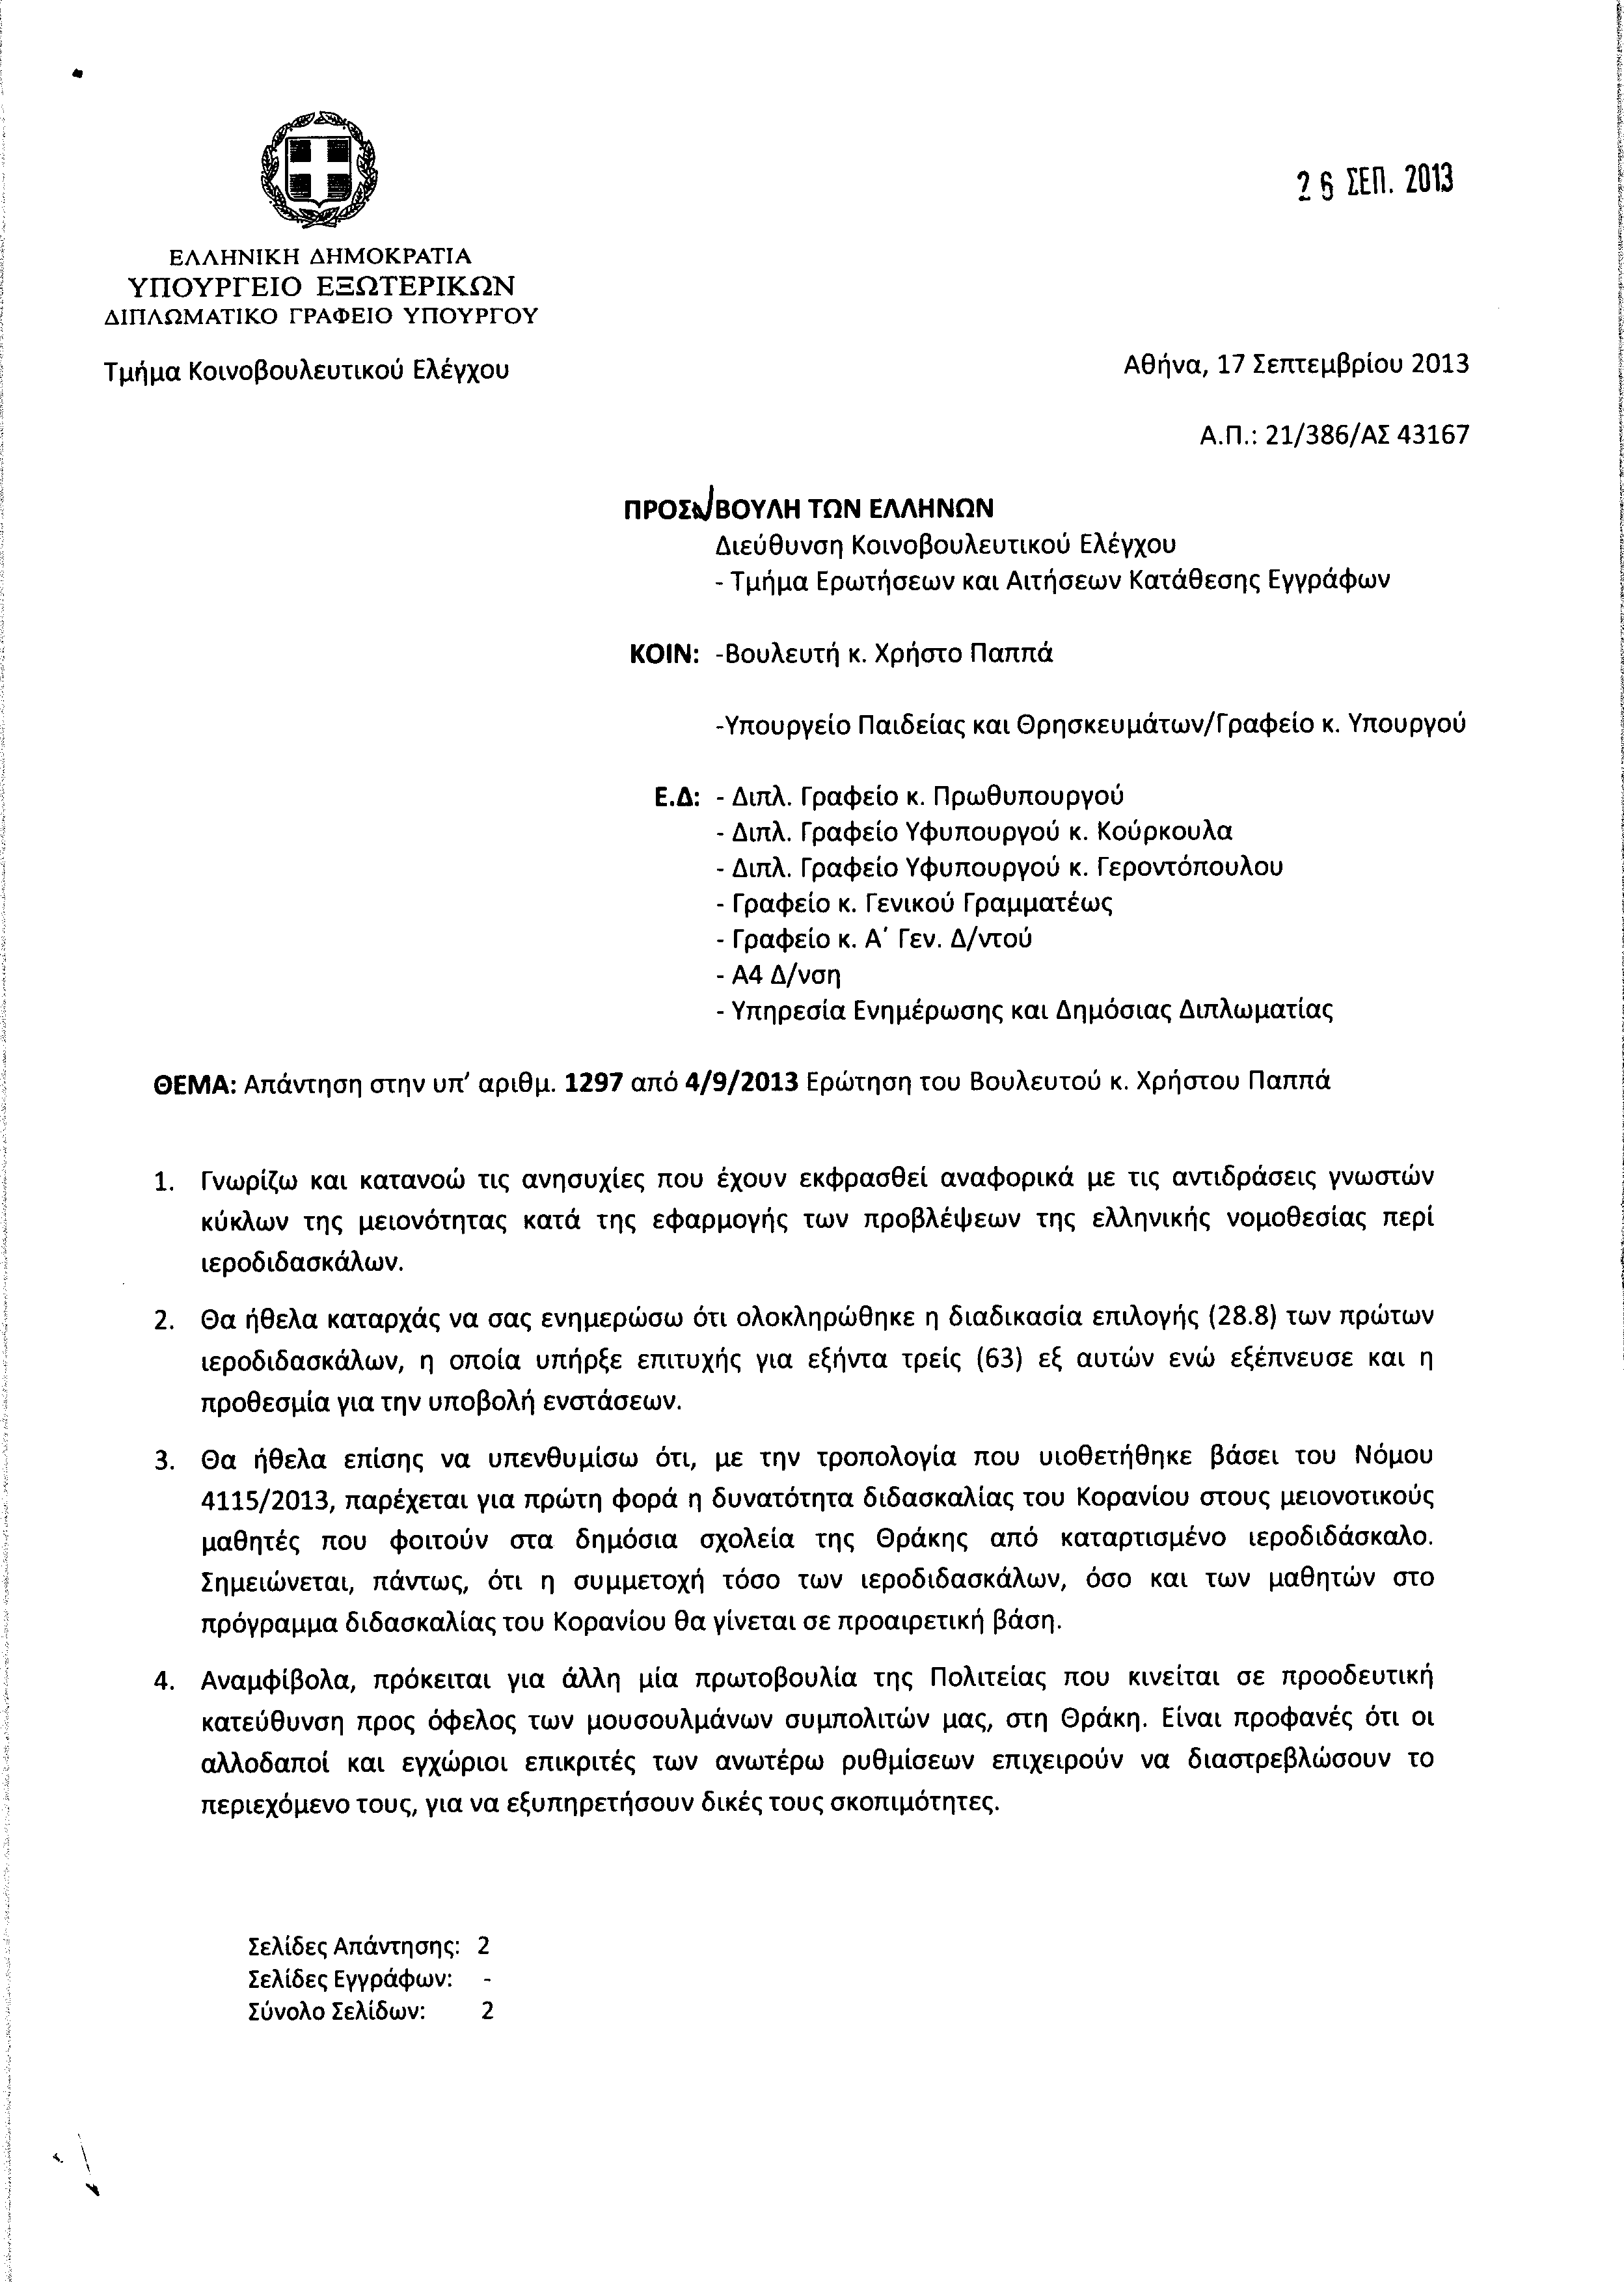 26 ΣΕΠ. 2013
ΕΛΛΗΝΙΚΗ ΔΗΜΟΚΡΑΤΙΑ
ΥΠΟΥΡΓΕΙΟ ΕΞΩΤΕΡΙΚΩΝ
ΔΙΠΛΩΜΑΤΙΚΟ ΓΡΑΦΕΙΟ ΥΠΟΥΡΓΟΥ
Τμήμα Κοινοβουλευτικού Ελέγχου
Αθήνα, 17 Σεπτεμβρίου 2013
Α.Π.: 21/386/ΑΣ 43167
ΠΡΟΣ: ΒΟΥΛΗ ΤΩΝ ΕΛΛΗΝΩΝ
Διεύθυνση Κοινοβουλευτικού Ελέγχου
- Τμήμα Ερωτήσεων και Αιτήσεων Κατάθεσης Εγγράφων
ΚΟΙΝ: -Βουλευτή κ. Χρήστο Παππά
-Υπουργείο Παιδείας και Θρησκευμάτων/Γραφείο κ. Υπουργού
Ε.Δ: - Διπλ. Γραφείο κ. Πρωθυπουργού
- Διπλ. Γραφείο Υφυπουργού κ. Κούρκουλα
- Διπλ. Γραφείο Υφυπουργού κ. Γεροντόπουλου
- Γραφείο κ. Γενικού Γραμματέως
- Γραφείο κ. Α' Γεν. Δ/ντού
- Α4 Δ/νση
- Υπηρεσία Ενημέρωσης και Δημόσιας Διπλωματίας
ΘΕΜΑ: Απάντηση στην υπ' αριθμ. 1297 από 4/9/2013 Ερώτηση του Βουλευτού κ. Χρήστου Παππά
1. Γνωρίζω και κατανοώ τις ανησυχίες που έχουν εκφρασθεί αναφορικά με τις αντιδράσεις γνωστών
κύκλων της μειονότητας κατά της εφαρμογής των προβλέψεων της ελληνικής νομοθεσίας περί
ιεροδιδασκάλων.
2. Θα ήθελα καταρχάς να σας ενημερώσω ότι ολοκληρώθηκε η διαδικασία επιλογής (28.8) των πρώτων
ιεροδιδασκάλων, η οποία υπήρξε επιτυχής για εξήντα τρείς (63) εξ αυτών ενώ εξέπνευσε και η
προθεσμία για την υποβολή ενστάσεων.
3. Θα ήθελα επίσης να υπενθυμίσω ότι, με την τροπολογία που υιοθετήθηκε βάσει του Νόμου
4115/2013, παρέχεται για πρώτη φορά η δυνατότητα διδασκαλίας του Κορανίου στους μειονοτικούς
μαθητές που φοιτούν στα δημόσια σχολεία της Θράκης από καταρτισμένο ιεροδιδάσκαλο.
Σημειώνεται, πάντως, ότι η συμμετοχή τόσο των ιεροδιδασκάλων, όσο και των μαθητών στο
πρόγραμμα διδασκαλίας του Κορανίου θα γίνεται σε προαιρετική βάση.
4. Αναμφίβολα, πρόκειται για άλλη μία πρωτοβουλία της Πολιτείας που κινείται σε προοδευτική
κατεύθυνση προς όφελος των μουσουλμάνων συμπολιτών μας, στη Θράκη. Είναι προφανές ότι οι
αλλοδαποί και εγχώριοι επικριτές των ανωτέρω ρυθμίσεων επιχειρούν να διαστρεβλώσουν το
περιεχόμενο τους, για να εξυπηρετήσουν δικές τους σκοπιμότητες.
Σελίδες Απάντησης: 2
Σελίδες Εγγράφων: -
Σύνολο Σελίδων: 2